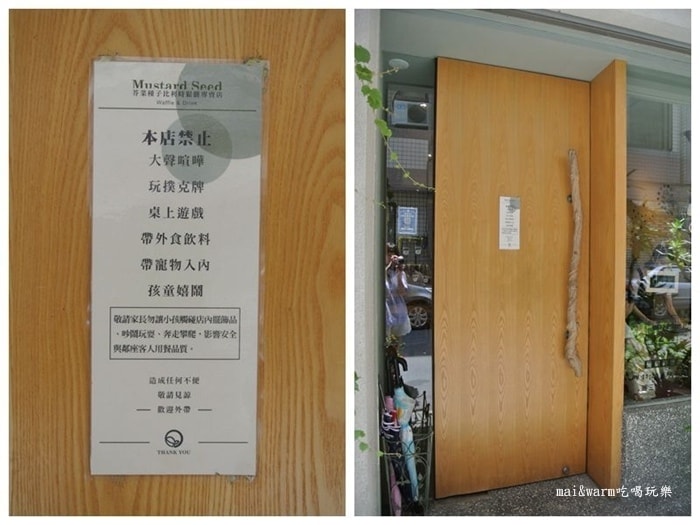 Mustard Seed
芥菜種子比利時鬆餅專賣店
Waffle & Drink
本店禁止
大聲喧嘩
玩撲克牌
桌上遊戲
帶外食飲料
帶寵物入內
孩童嬉鬧
敬請家長勿讓小孩觸碰店內擺飾品
、吵鬧玩耍、奔走攀爬,影響安全
與鄰座客人用餐品質。
造成任何不便
敬請見諒
歡迎外帶
THANK YOU
mai&warm吃喝玩樂